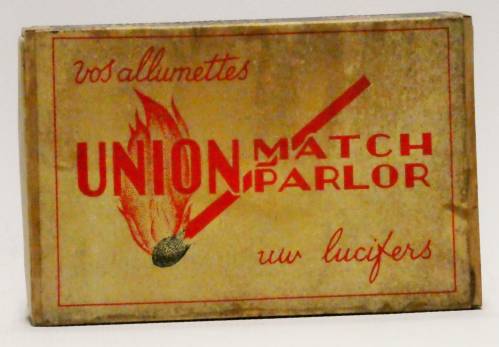 vos allumettes
UNION MATCH
PARLOR
uw lucifers